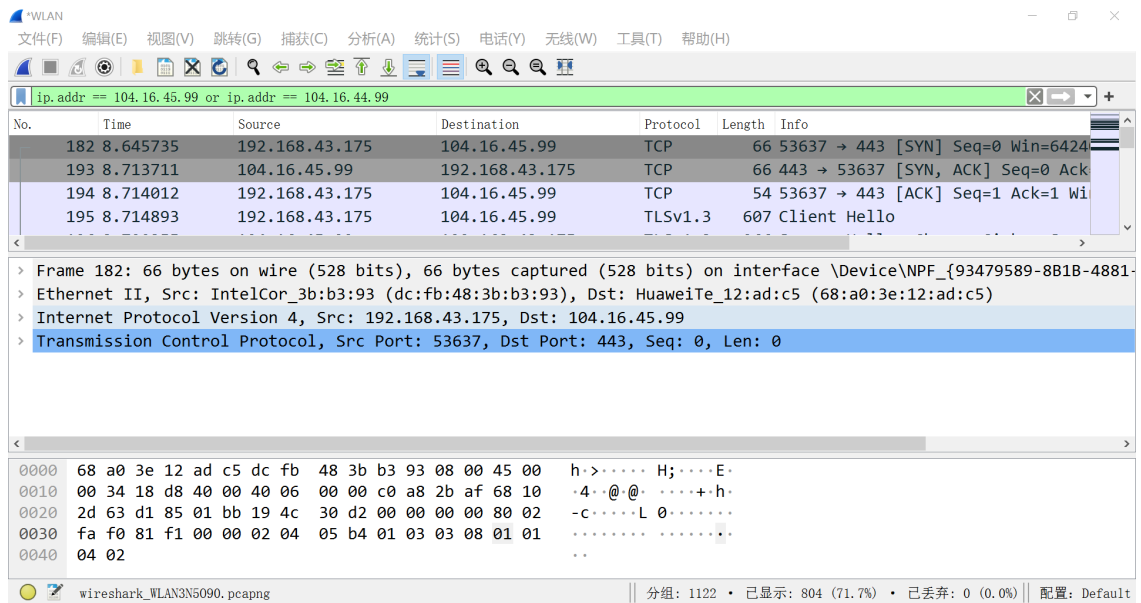 *WLAN
文件(F) 编辑(E) 视图(V) 跳转(G) 捕获(C) 分析(A) 统计(S) 电话(Y) 无线(W) 工具(T) 帮助(H)
ip.addr == 104.16.45.99 or ip.addr == 104.16.44.99
No. Time Source Destination Protocol Length Info
182 8.645735 192.168.43.175 104.16.45.99 TCP 66 53637 → 443 [SYN] Seq=0 Win=6424
193 8.713711 104.16.45.99 192.168.43.175 TCP 66 443 → 53637 [SYN, ACK] Seq=0 Ack
194 8.714012 192.168.43.175 104.16.45.99 TCP 54 53637 → 443 [ACK] Seq=1 Ack=1 Wi
195 8.714893 192.168.43.175 104.16.45.99 TLSv1.3 607 Client Hello
Frame 182: 66 bytes on wire (528 bits), 66 bytes captured (528 bits) on interface \Device\NPF_{93479589-8B1B-4881-
Ethernet II, Src: IntelCor_3b:b3:93 (dc:fb:48:3b:b3:93), Dst: HuaweiTe_12:ad:c5 (68:a0:3e:12:ad:c5)
Internet Protocol Version 4, Src: 192.168.43.175, Dst: 104.16.45.99
Transmission Control Protocol, Src Port: 53637, Dst Port: 443, Seq: 0, Len: 0
0000 68 a0 3e 12 ad c5 dc fb 48 3b b3 93 08 00 45 00 h·>····· H;····E·
0010 00 34 18 d8 40 00 40 06 00 00 c0 a8 2b af 68 10 ·4··@·@· ····+·h·
0020 2d 63 d1 85 01 bb 19 4c 30 d2 00 00 00 00 80 02 -c·····L 0·······
0030 fa f0 81 f1 00 00 02 04 05 b4 01 03 03 08 01 01 ········ ········
0040 04 02 ··
wireshark_WLAN3N5090.pcapng 分组: 1122 · 已显示: 804 (71.7%) · 已丢弃: 0 (0.0%) 配置: Default